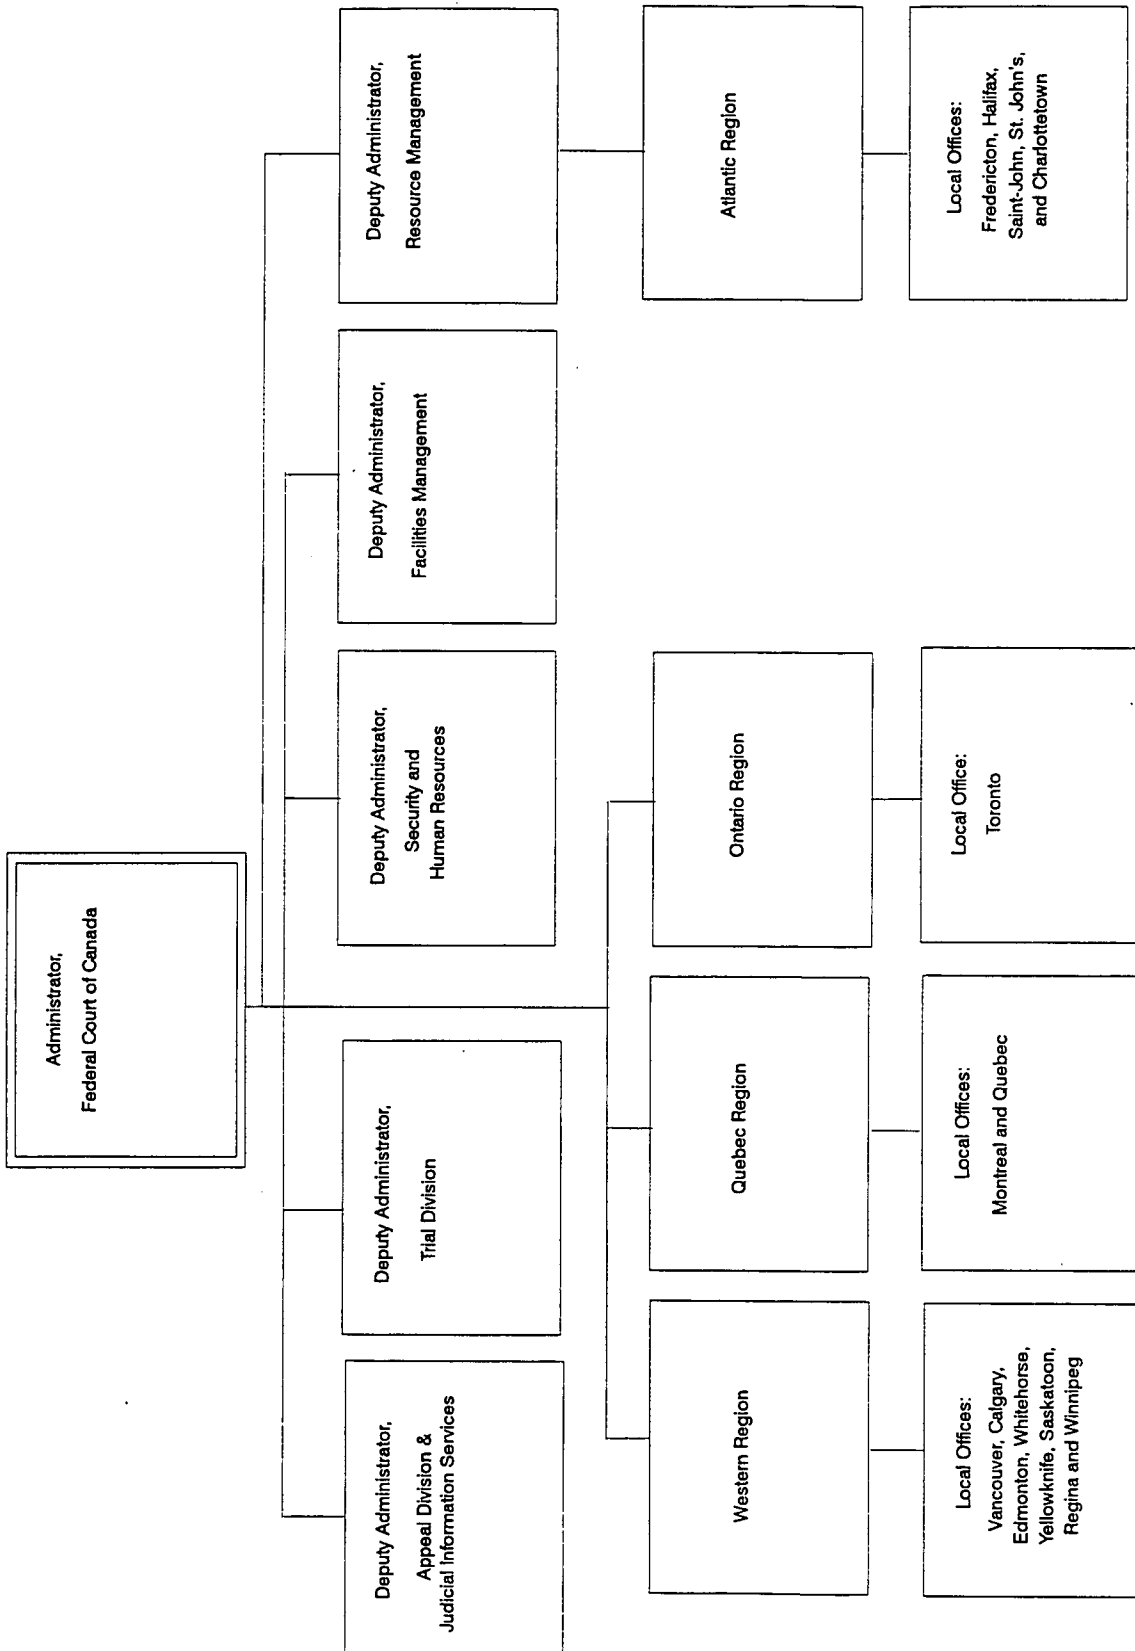 Administrator,
Federal Court of Canada
Deputy Administrator,
Appeal Division &
Judicial Information Services
Deputy Administrator,
Trial Division
Deputy Administrator,
Security and
Human Resources
Deputy Administrator,
Facilities Management
Deputy Administrator,
Resource Management
Western Region
Quebec Region
Ontario Region
Atlantic Region
Local Offices:
Vancouver, Calgary,
Edmonton, Whitehorse,
Yellowknife, Saskatoon,
Regina and Winnipeg
Local Offices:
Montreal and Quebec
Local Office:
Toronto
Local Offices:
Fredericton, Halifax,
Saint-John, St. John's,
and Charlottetown